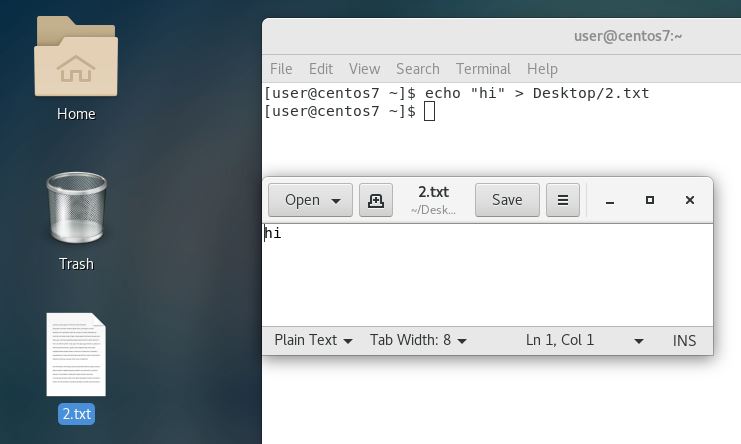 Home
Trash
2.txt
user@centos7:~
File Edit View Search Terminal Help
[user@centos7 ~]$ echo "hi" > Desktop/2.txt
[user@centos7 ~]$
Open 2.txt Save
~/Desk...
hi
Plain Text Tab Width: 8 Ln 1, Col 1 INS